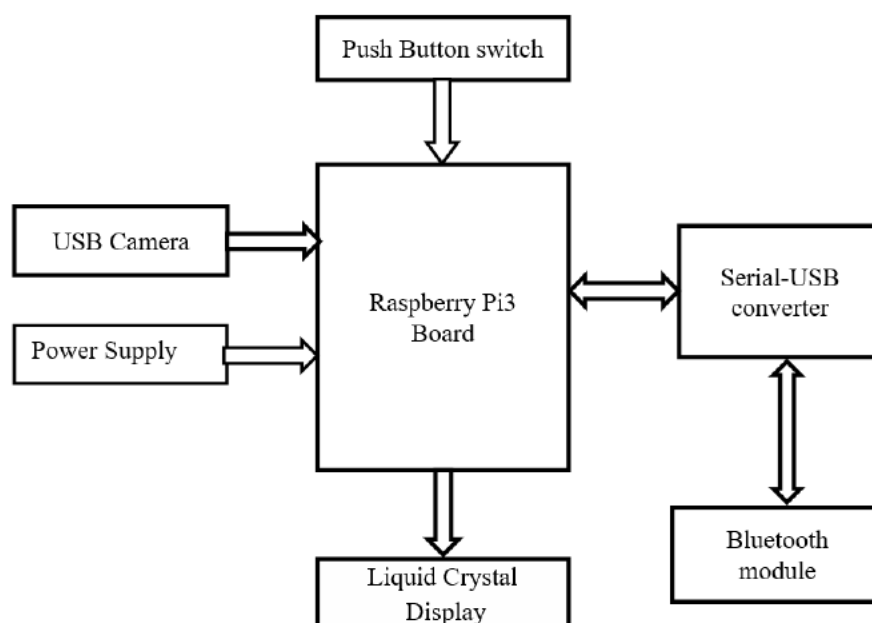 Push Button switch
USB Camera
Power Supply
Raspberry Pi3
Board
Serial-USB
converter
Bluetooth
module
Liquid Crystal
Display